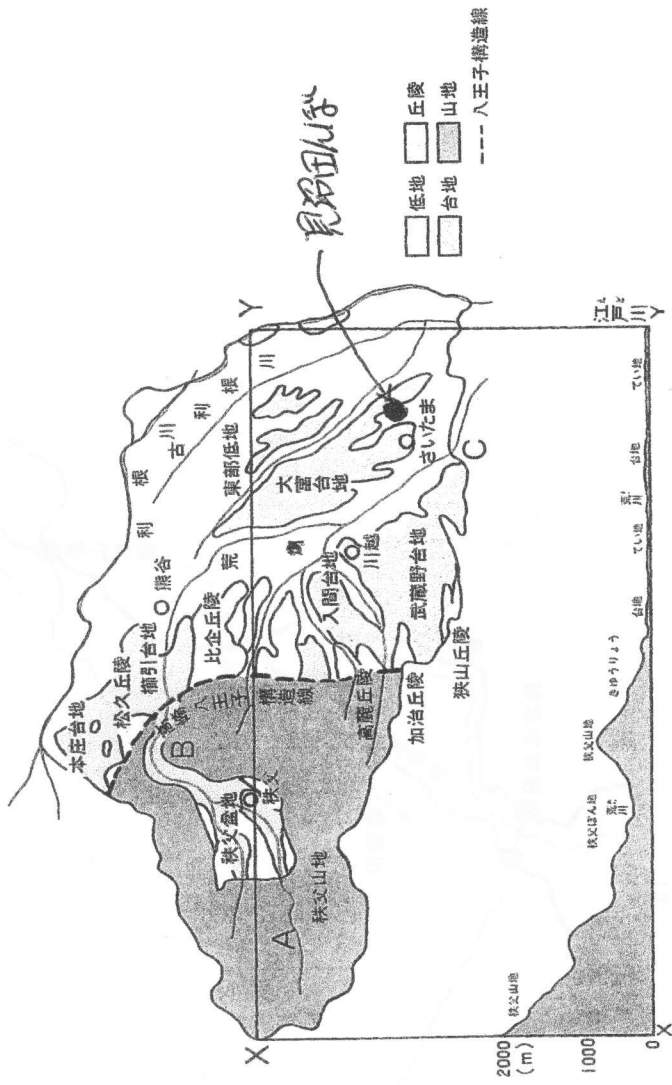 見沼田んぼ
低地
丘陵
台地
山地
八王子構造線
X
Y
本庄台地
松久丘陵
櫛引台地
熊谷
利根川
古利根川
比企丘陵
荒
東部低地
大宮台地
八王子構造線
B
秩父盆地
秩父
入間台地
川越
さいたま
高麗丘陵
武蔵野台地
C
A
秩父山地
加治丘陵
狭山丘陵
2000
(m)
1000
0
X
秩父山地
秩父ぼん地
荒川
秩父山地
きゅうりょう
台地
てい地
荒川
台地
てい地
江戸川
えど
Y